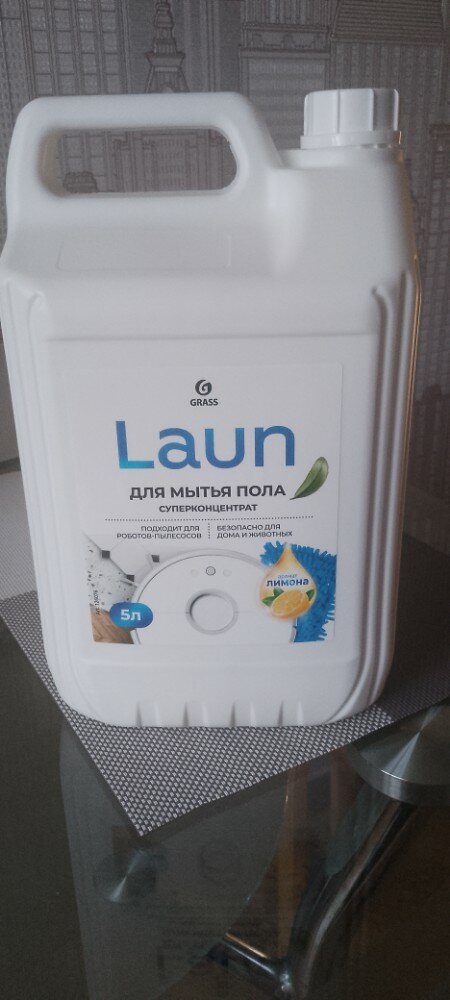 GRASS
Laun
ДЛЯ МЫТЬЯ ПОЛА
СУПЕРКОНЦЕНТРАТ
ПОДХОДИТ ДЛЯ
РОБОТОВ-ПЫЛЕСОСОВ
БЕЗОПАСНО ДЛЯ
ДОМА И ЖИВОТНЫХ
ЛИМОНА
5л